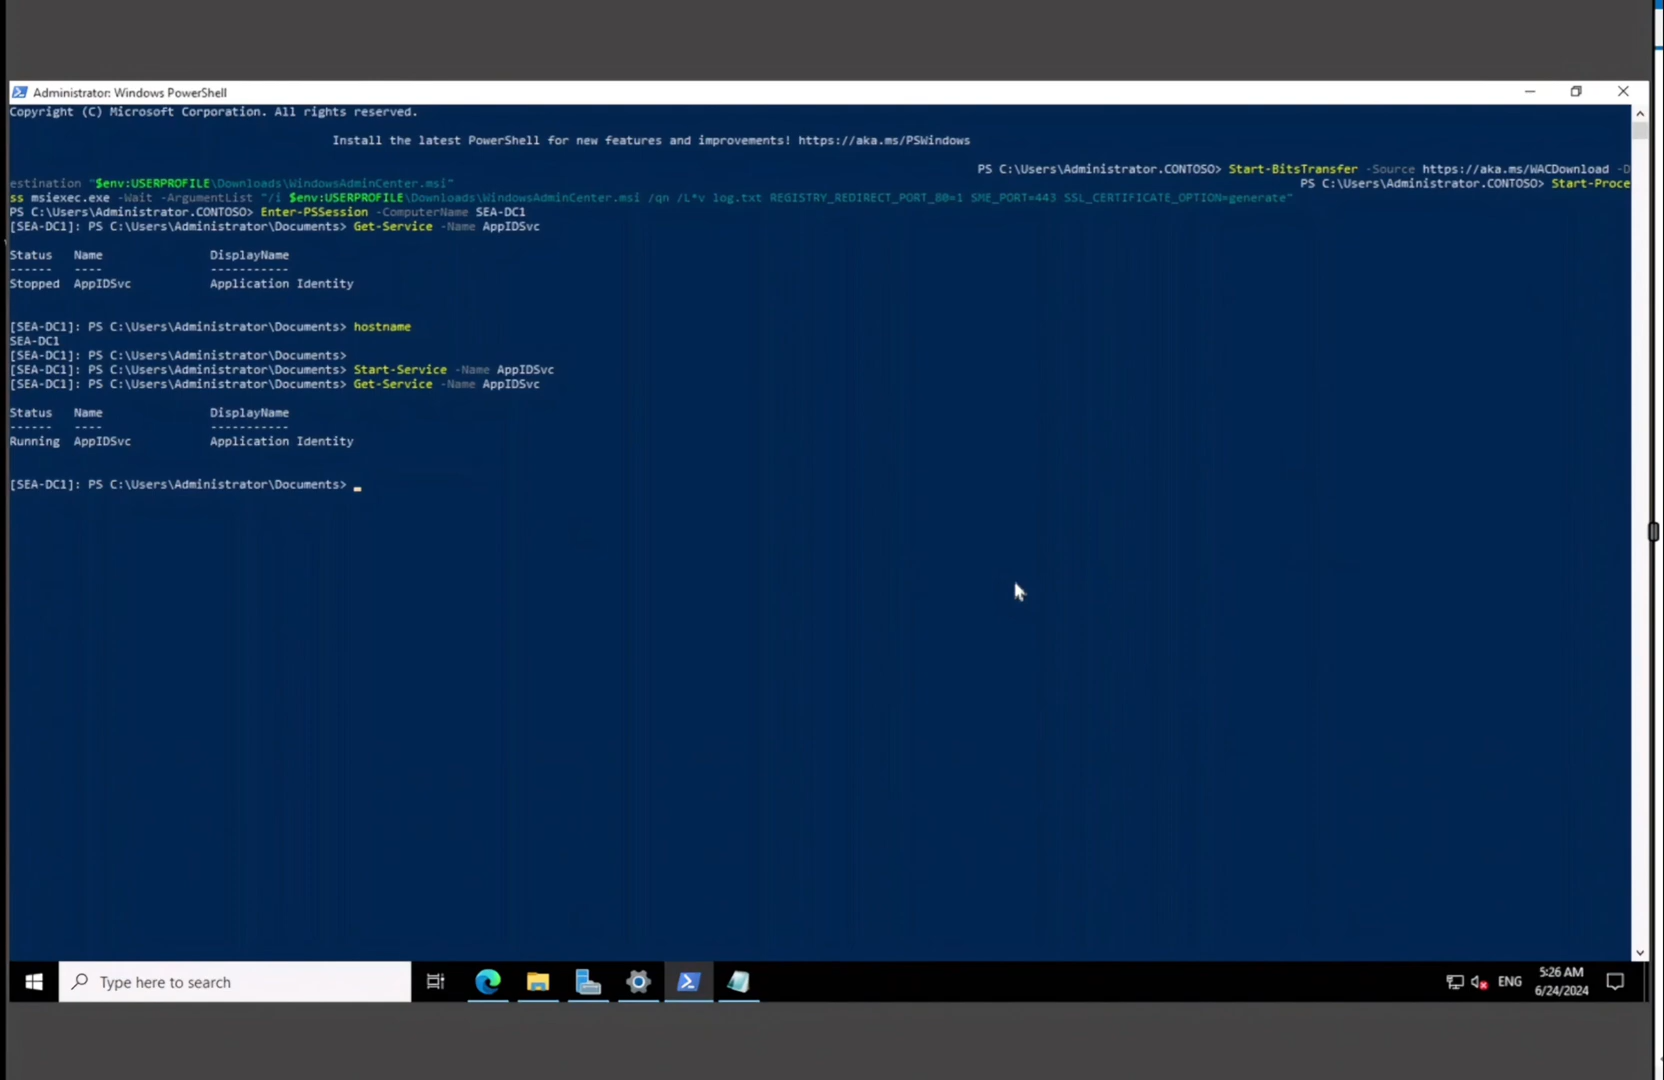 Administrator: Windows PowerShell
Copyright (C) Microsoft Corporation. All rights reserved.
Install the latest PowerShell for new features and improvements! https://aka.ms/PSWindows
PS C:\Users\Administrator.CONTOSO> Start-BitsTransfer -Source https://aka.ms/WACDownload -D
estination "$env:USERPROFILE\Downloads\WindowsAdminCenter.msi"
PS C:\Users\Administrator.CONTOSO> Start-Proce
ss msiexec.exe -Wait -ArgumentList "/i $env:USERPROFILE\Downloads\WindowsAdminCenter.msi /qn /L*v log.txt REGISTRY_REDIRECT_PORT_80=1 SME_PORT=443 SSL_CERTIFICATE_OPTION=generate"
PS C:\Users\Administrator.CONTOSO> Enter-PSSession -ComputerName SEA-DC1
[SEA-DC1]: PS C:\Users\Administrator\Documents> Get-Service -Name AppIDSvc
Status Name DisplayName
------ ---- -----------
Stopped AppIDSvc Application Identity
[SEA-DC1]: PS C:\Users\Administrator\Documents> hostname
SEA-DC1
[SEA-DC1]: PS C:\Users\Administrator\Documents>
[SEA-DC1]: PS C:\Users\Administrator\Documents> Start-Service -Name AppIDSvc
[SEA-DC1]: PS C:\Users\Administrator\Documents> Get-Service -Name AppIDSvc
Status Name DisplayName
------ ---- -----------
Running AppIDSvc Application Identity
[SEA-DC1]: PS C:\Users\Administrator\Documents>
Type here to search
ENG
5:26 AM
6/24/2024